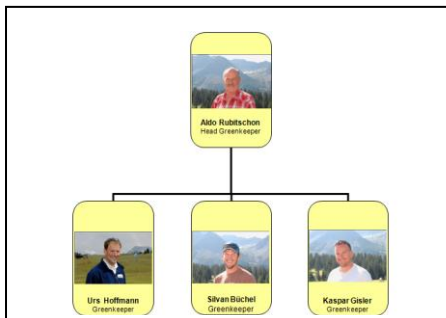 Aldo Rubitschon
Head Greenkeeper
Urs Hoffmann
Greenkeeper
Silvan Büchel
Greenkeeper
Kaspar Gisler
Greenkeeper